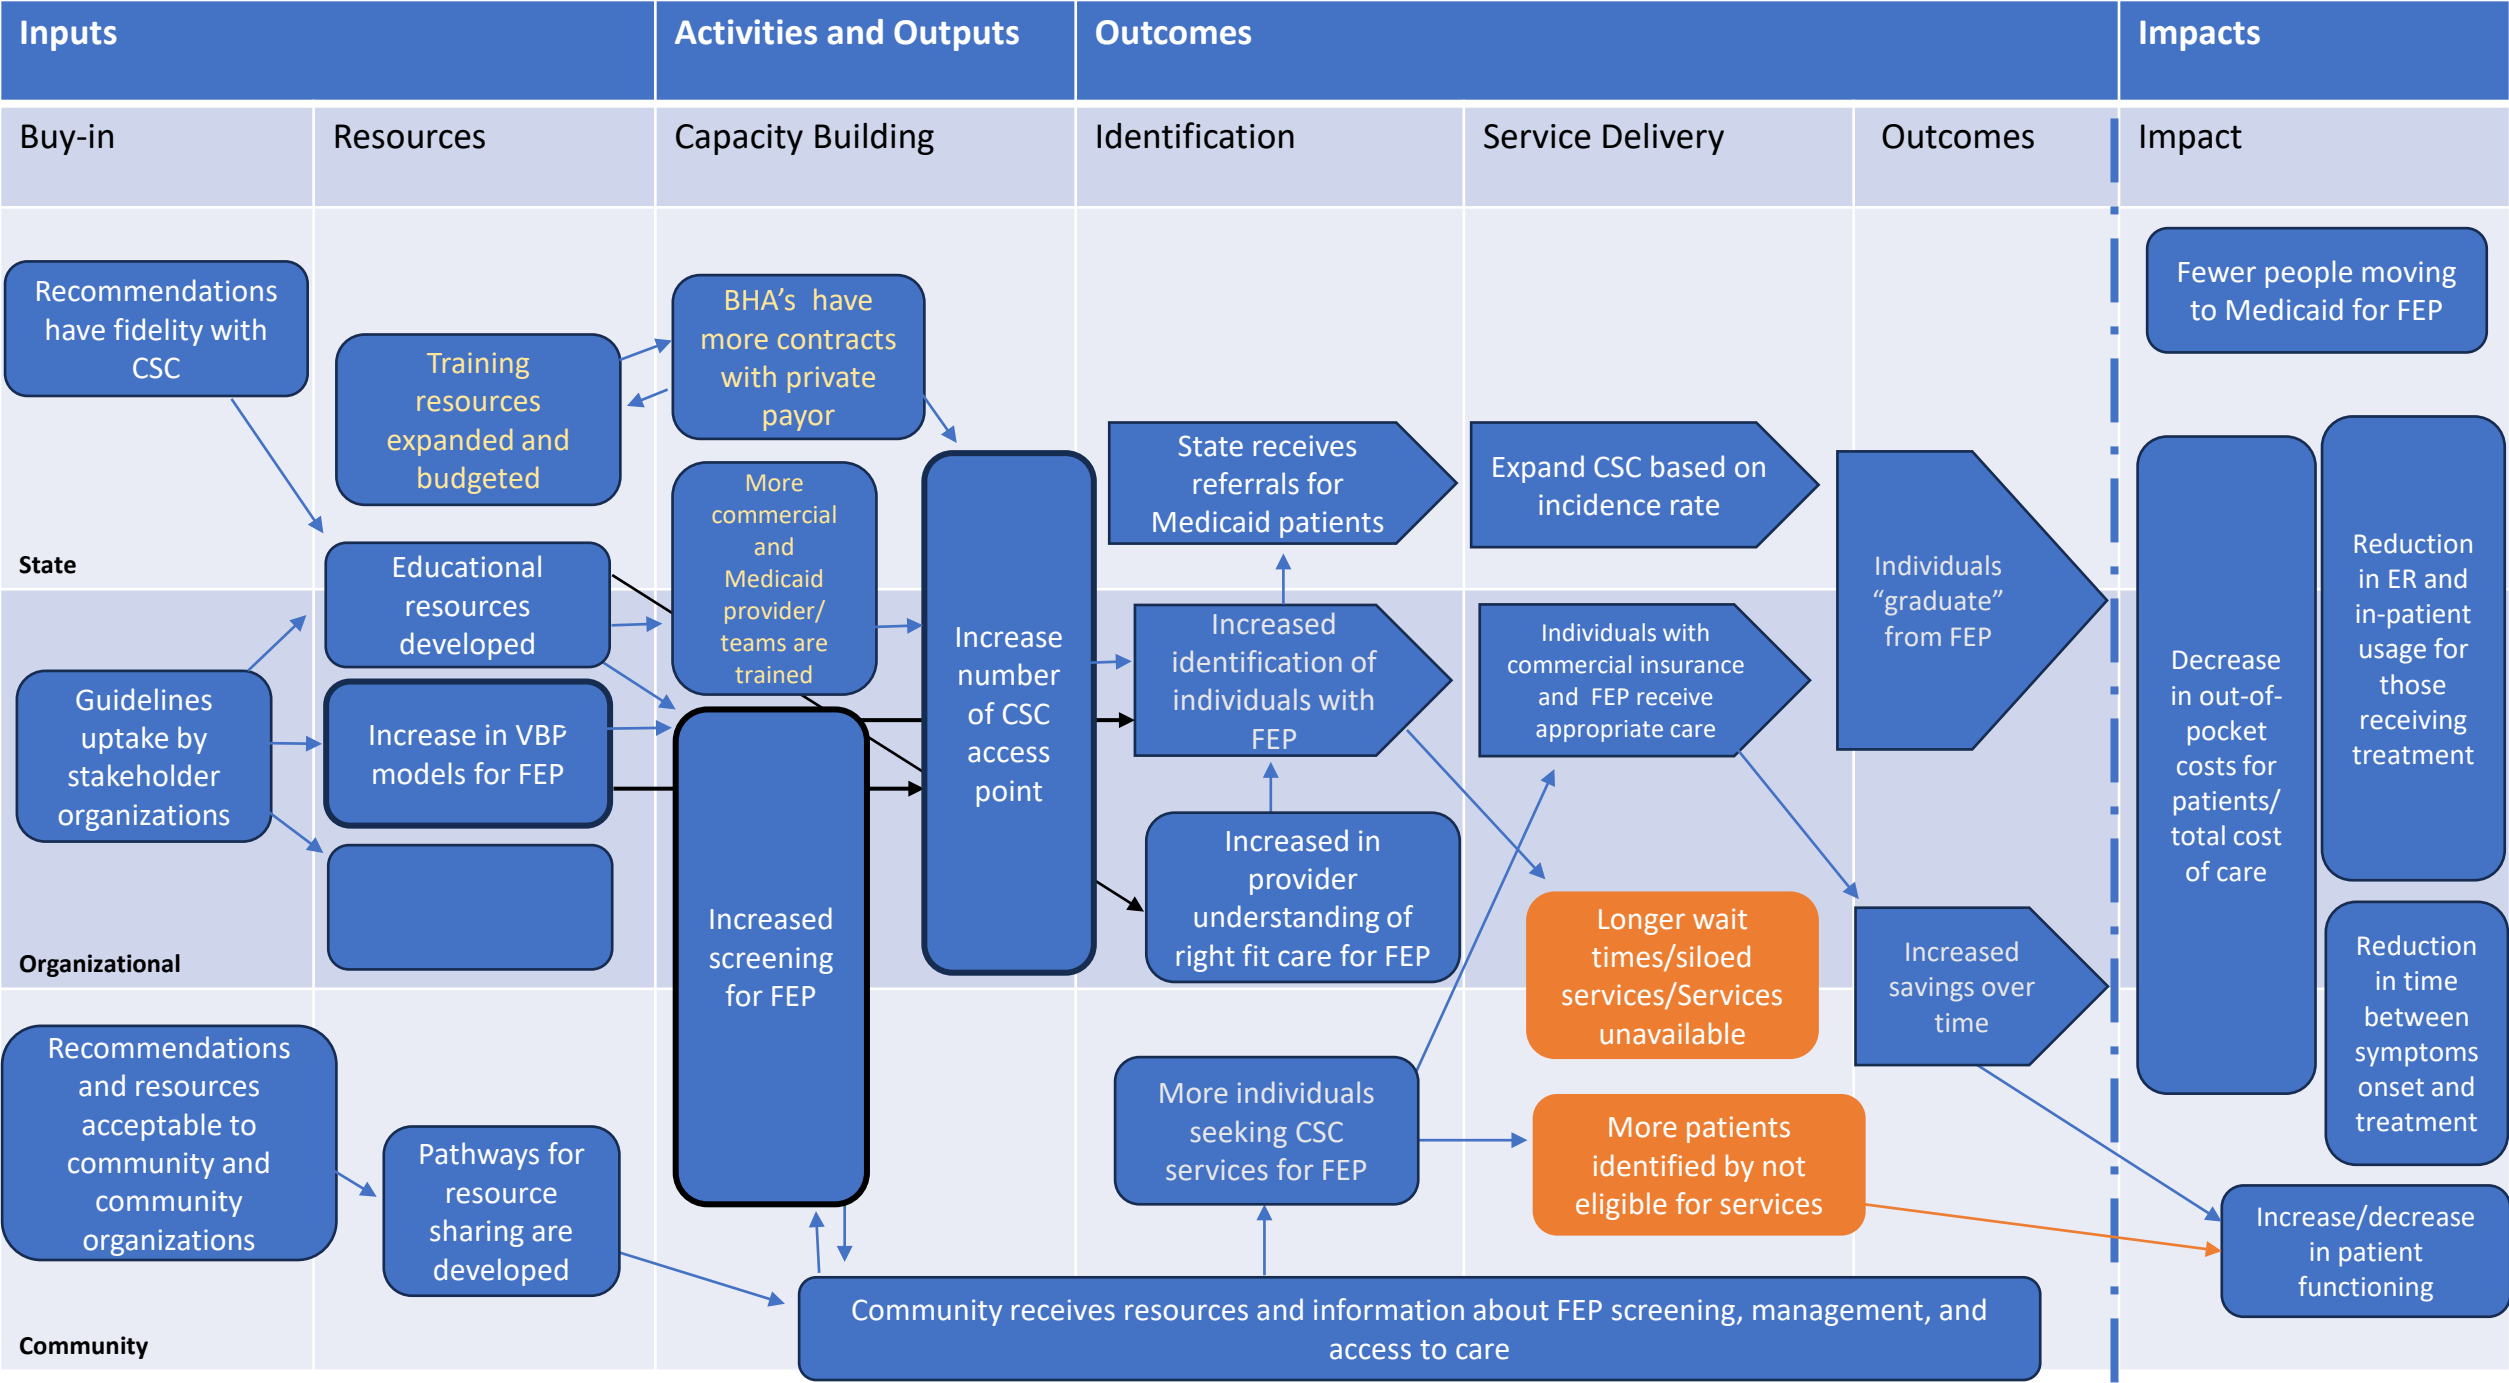 Inputs
Activities and Outputs
Outcomes
Impacts
Buy-in
Resources
Capacity Building
Identification
Service Delivery
Outcomes
Impact
Recommendations
have fidelity with
CSC
Training
resources
expanded and
budgeted
BHA's  have
more contracts
with private
payor
More
commercial
and
Medicaid
provider/
teams are
trained
State receives
referrals for
Medicaid patients
Expand CSC based on
incidence rate
Individuals
“graduate”
from FEP
Fewer people moving
to Medicaid for FEP
Reduction
in ER and
in-patient
usage for
those
receiving
treatment
Decrease
in out-of-
pocket
costs for
patients/
total cost
of care
State
Educational
resources
developed
Guidelines
uptake by
stakeholder
organizations
Increase in VBP
models for FEP
Increased
screening
for FEP
Increase
number
of CSC
access
point
Increased
identification of
individuals with
FEP
Individuals with
commercial insurance
and  FEP receive
appropriate care
Increased in
provider
understanding of
right fit care for FEP
Longer wait
times/siloed
services/Services
unavailable
Increased
savings over
time
Reduction
in time
between
symptoms
onset and
treatment
Organizational
Recommendations
and resources
acceptable to
community and
community
organizations
Pathways for
resource
sharing are
developed
More individuals
seeking CSC
services for FEP
More patients
identified by not
eligible for services
Increase/decrease
in patient
functioning
Community receives resources and information about FEP screening, management, and
access to care
Community